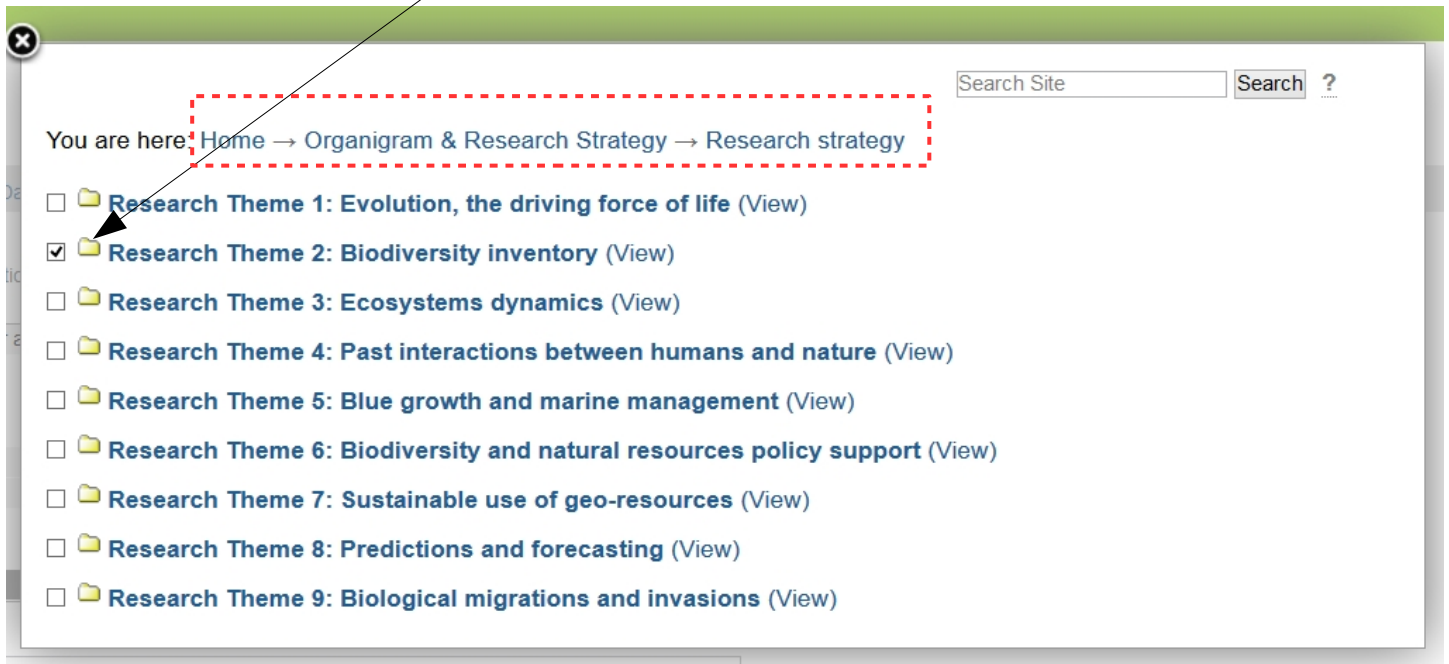 Search Site Search ?
You are here: Home → Organigram & Research Strategy → Research strategy
Research Theme 1: Evolution, the driving force of life (View)
Research Theme 2: Biodiversity inventory (View)
Research Theme 3: Ecosystems dynamics (View)
Research Theme 4: Past interactions between humans and nature (View)
Research Theme 5: Blue growth and marine management (View)
Research Theme 6: Biodiversity and natural resources policy support (View)
Research Theme 7: Sustainable use of geo-resources (View)
Research Theme 8: Predictions and forecasting (View)
Research Theme 9: Biological migrations and invasions (View)